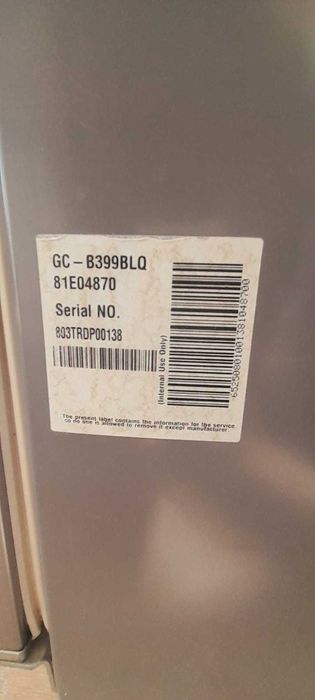 GC-B399BLQ
81E04870
Serial NO.
803TRDP00138
(Internal Use Only)
The present label contains the information for the service
so no one is allowed to remove it except manufacturer.